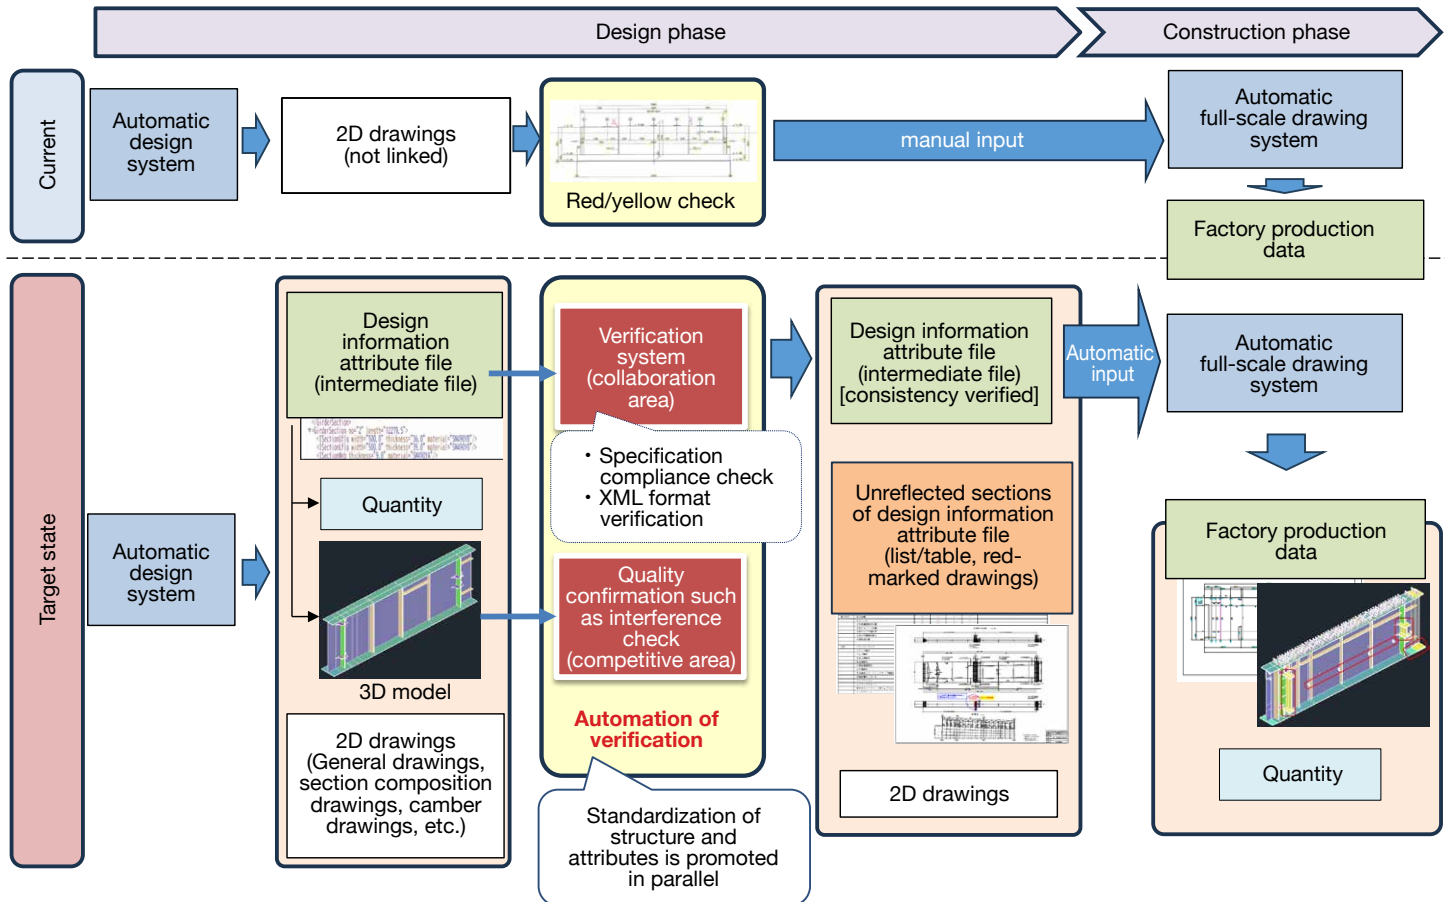 Design phase
Construction phase
Current
Automatic
design
system
2D drawings
(not linked)
Red/yellow check
manual input
Automatic
full-scale drawing
system
Factory production
data
Target state
Automatic
design
system
Design
information
attribute file
(intermediate file)
Quantity
3D model
2D drawings
(General drawings,
section composition
drawings, camber
drawings, etc.)
Verification
system
(collaboration
area)
・Specification
compliance check
・XML format
verification
Quality
confirmation such
as interference
check
(competitive area)
Automation of
verification
Standardization of
structure and
attributes is promoted
in parallel
Design information
attribute file
(intermediate file)
[consistency verified]
Unreflected sections
of design information
attribute file
(list/table, red-
marked drawings)
2D drawings
Automatic
input
Automatic
full-scale drawing
system
Factory production
data
Quantity